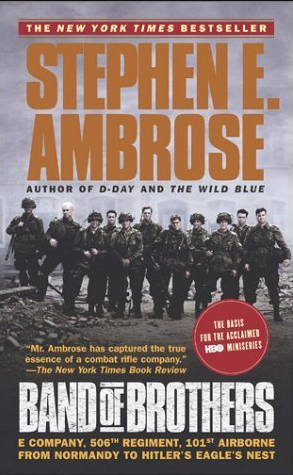 THE NEW YORK TIMES BESTSELLER
STEPHEN E.
AMBROSE
AUTHOR OF D-DAY AND THE WILD BLUE
THE BASIS
FOR THE ACCLAIMED
HBO MINISERIES
"Mr. Ambrose has captured the true
essence of a combat rifle company."
—The New York Times Book Review
BAND OF BROTHERS
E COMPANY, 506TH REGIMENT, 101ST AIRBORNE
FROM NORMANDY TO HITLER'S EAGLE'S NEST